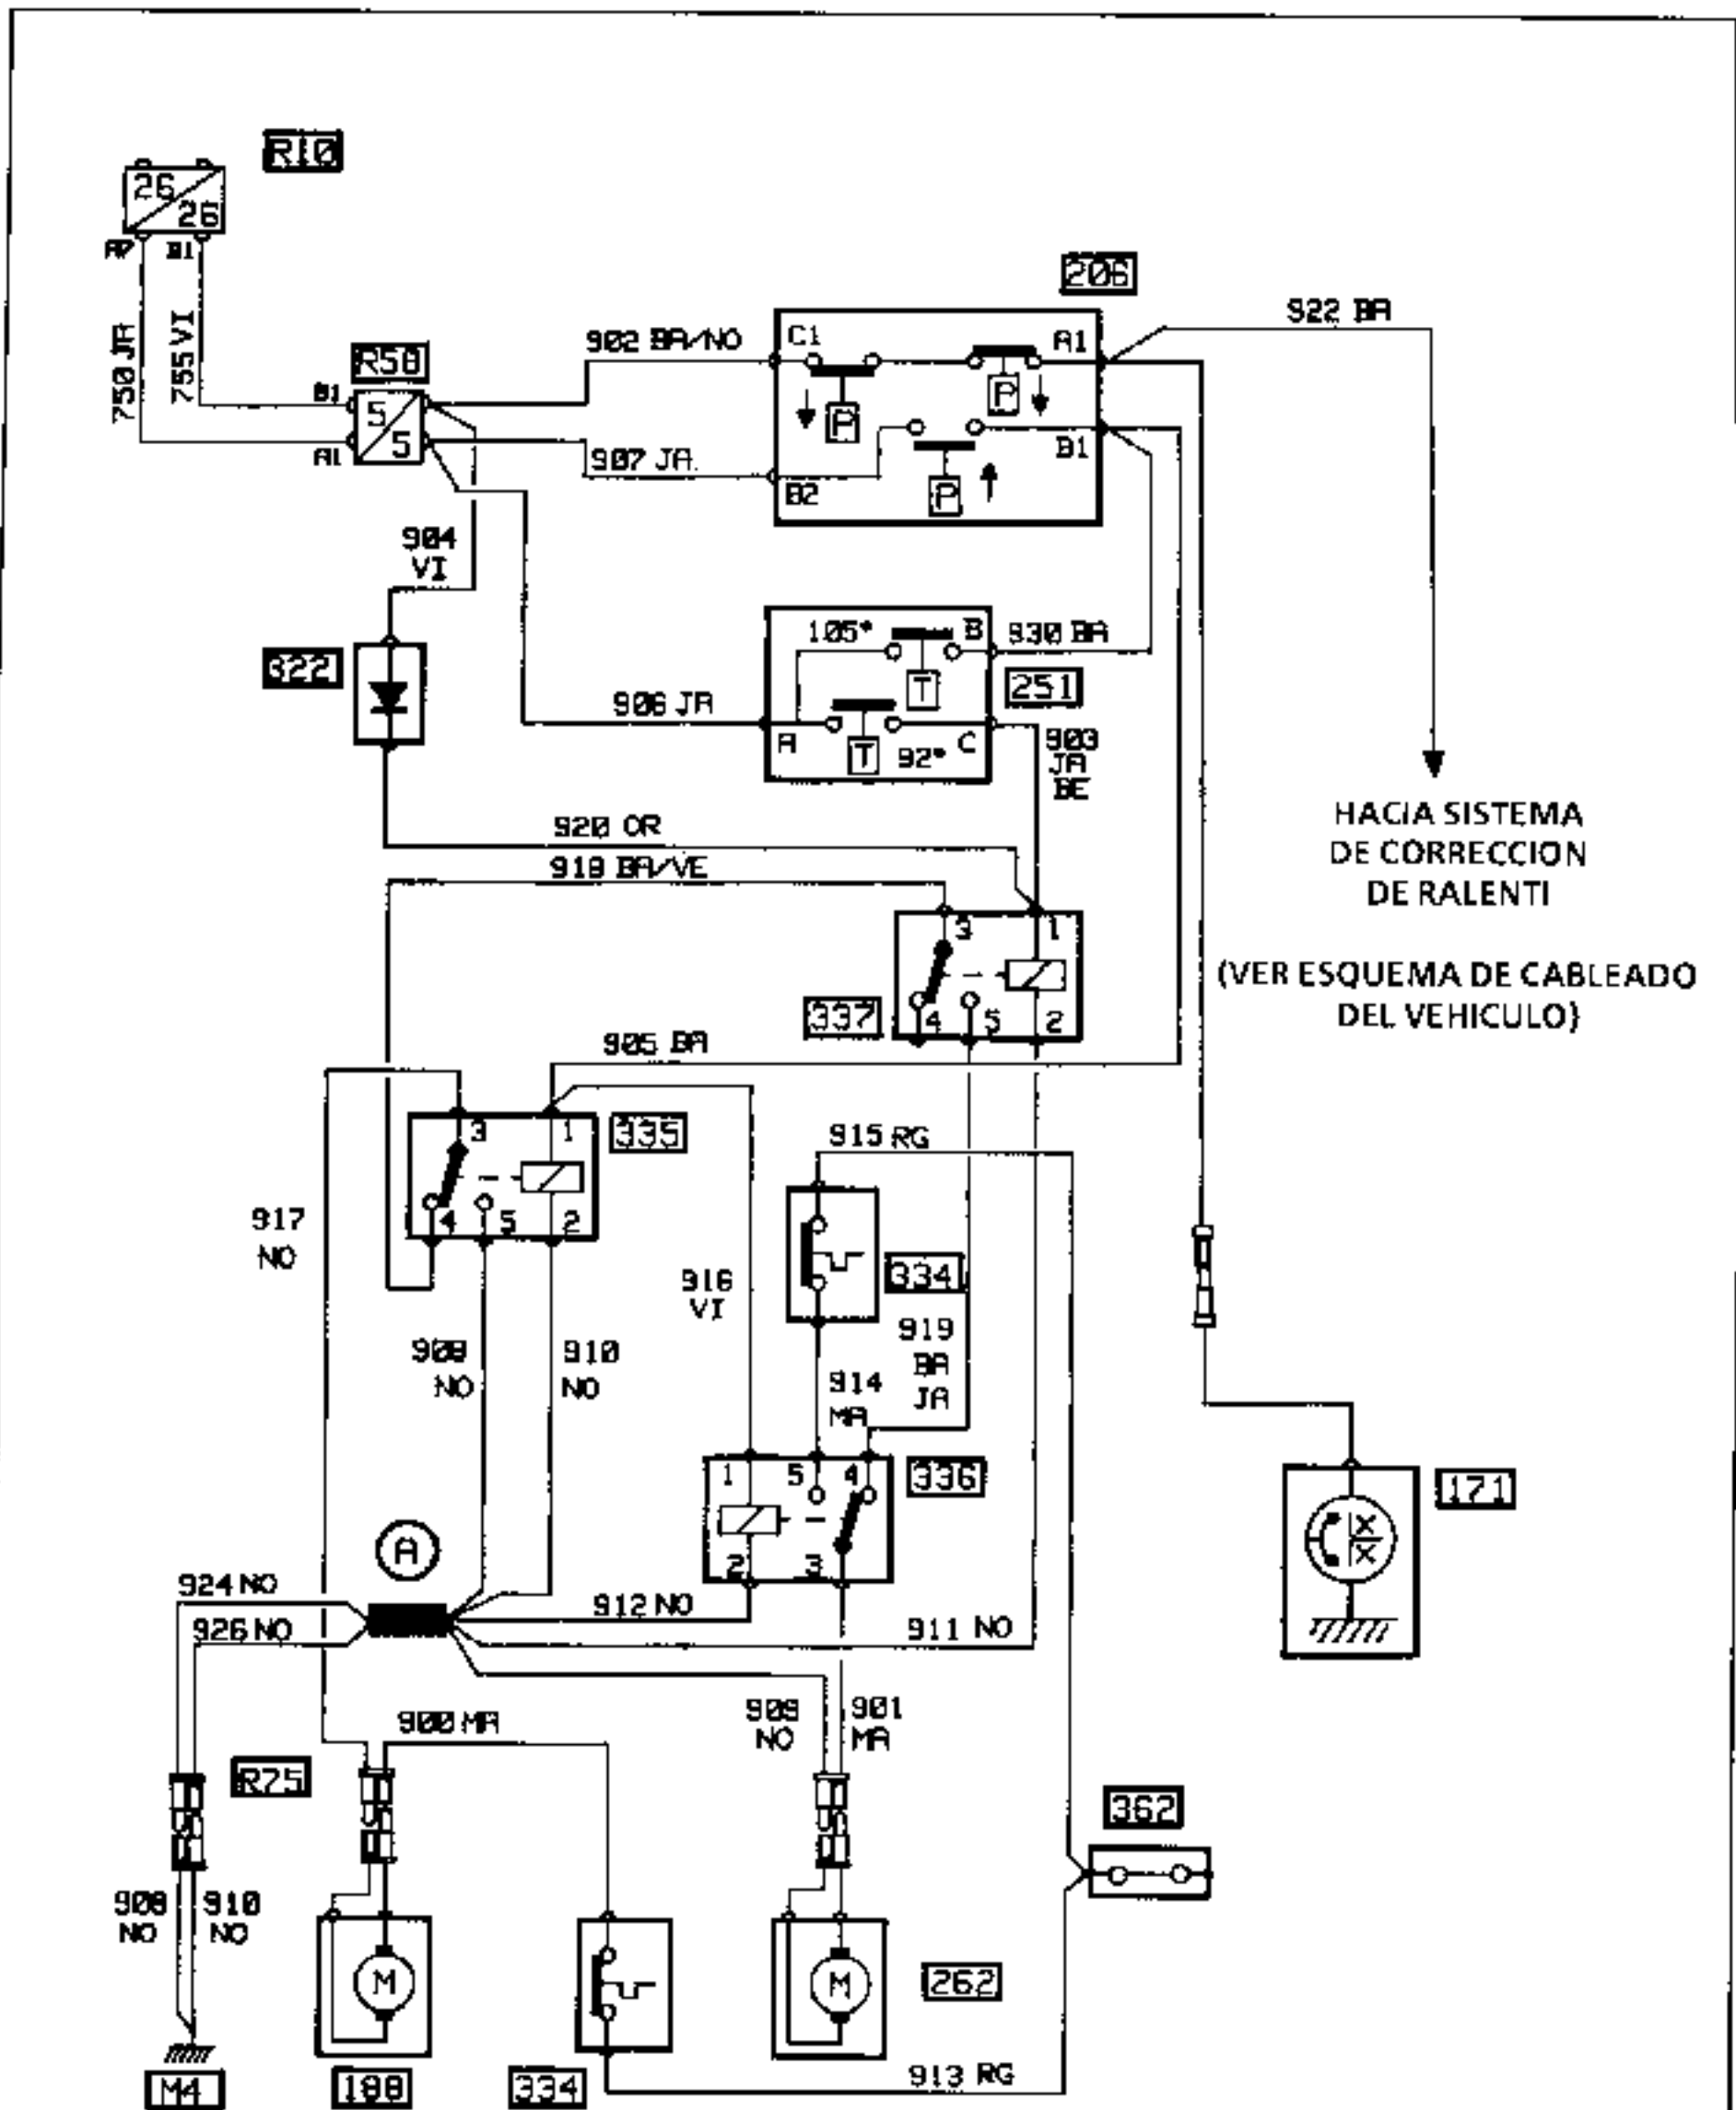 R10
26
26
A7 B1
750 JA
755 VI
206
922 BA
902 BA/NO
C1
A1
P
P
R58
B1
5
5
A1
907 JA
B2
B1
P
904
VI
105°
B
930 BA
322
T
251
906 JA
A
T
92°
C
903
JA
BE
HACIA SISTEMA
DE CORRECCION
DE RALENTI
920 OR
918 BA/VE
3
1
(VER ESQUEMA DE CABLEADO
DEL VEHICULO)
337
4
5
2
905 BA
3
1
335
915 RG
917
NO
4
5
2
334
916
VI
919
BA
JA
908
NO
910
NO
914
MA
1
5
4
336
171
A
2
3
924 NO
912 NO
926 NO
911 NO
900 MA
909
NO
901
MA
R75
362
908
NO
910
NO
M
M
262
913 RG
M4
188
334